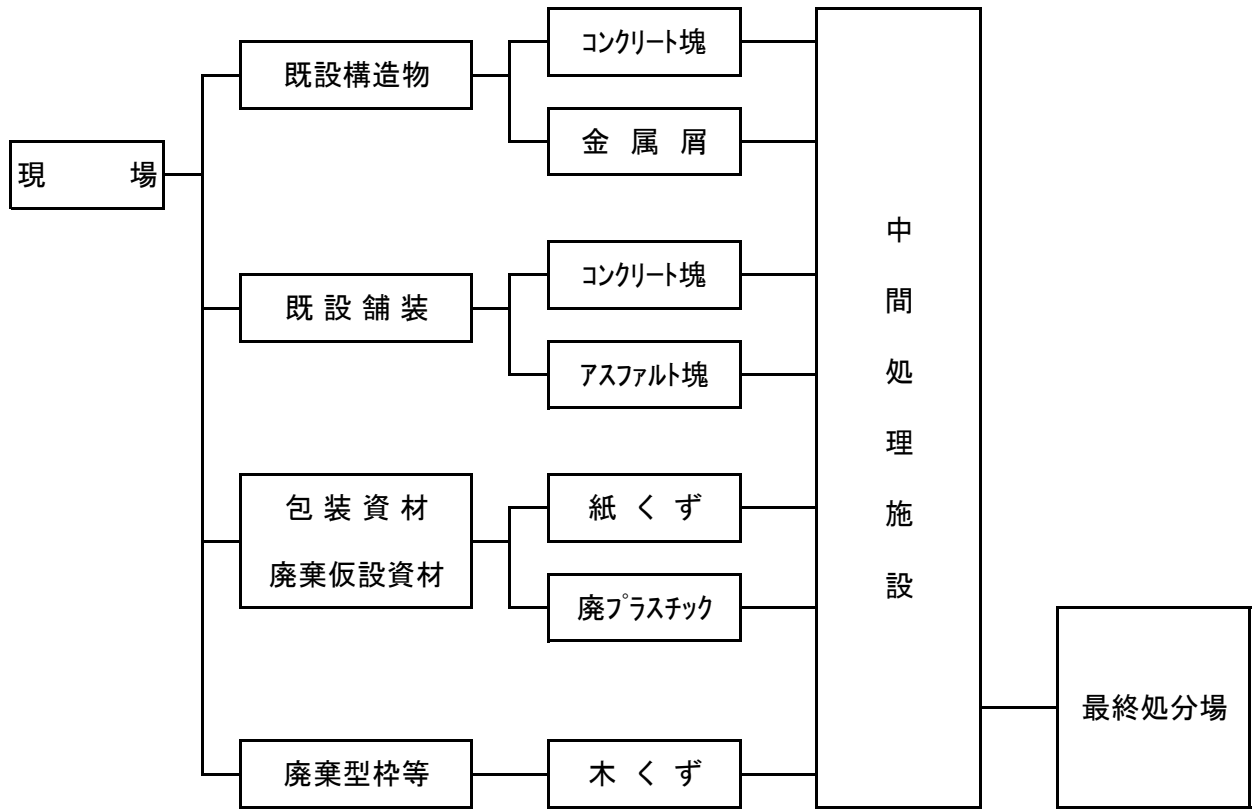 現 場
既設構造物
コンクリート塊
金 属 屑
既 設 舗 装
コンクリート塊
アスファルト塊
包 装 資 材
廃棄仮設資材
紙 く ず
廃プラスチック
廃棄型枠等
木 く ず
中間処理施設
最終処分場